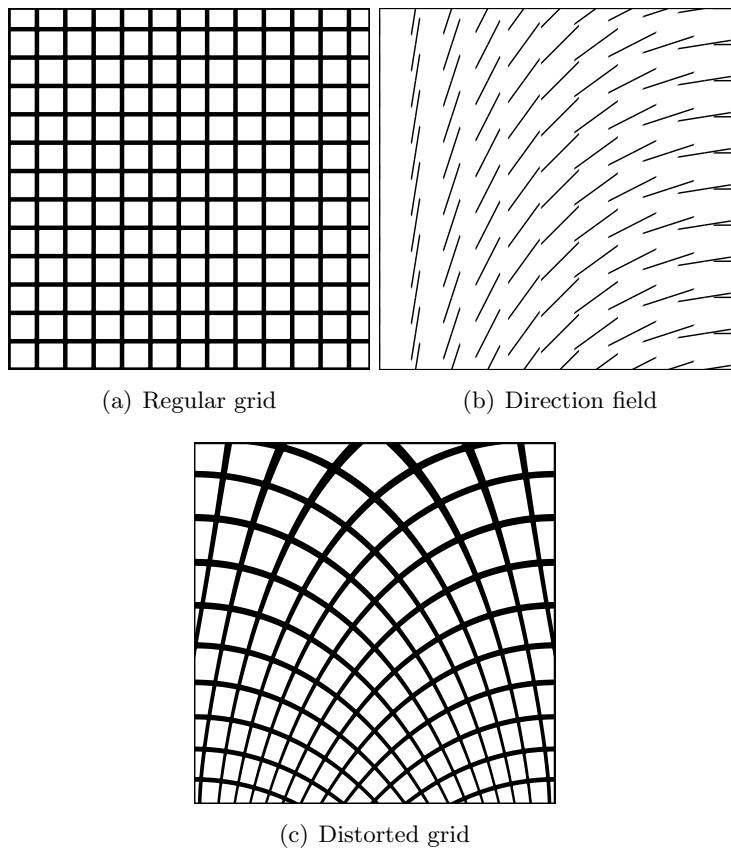 (a) Regular grid
(b) Direction field
(c) Distorted grid